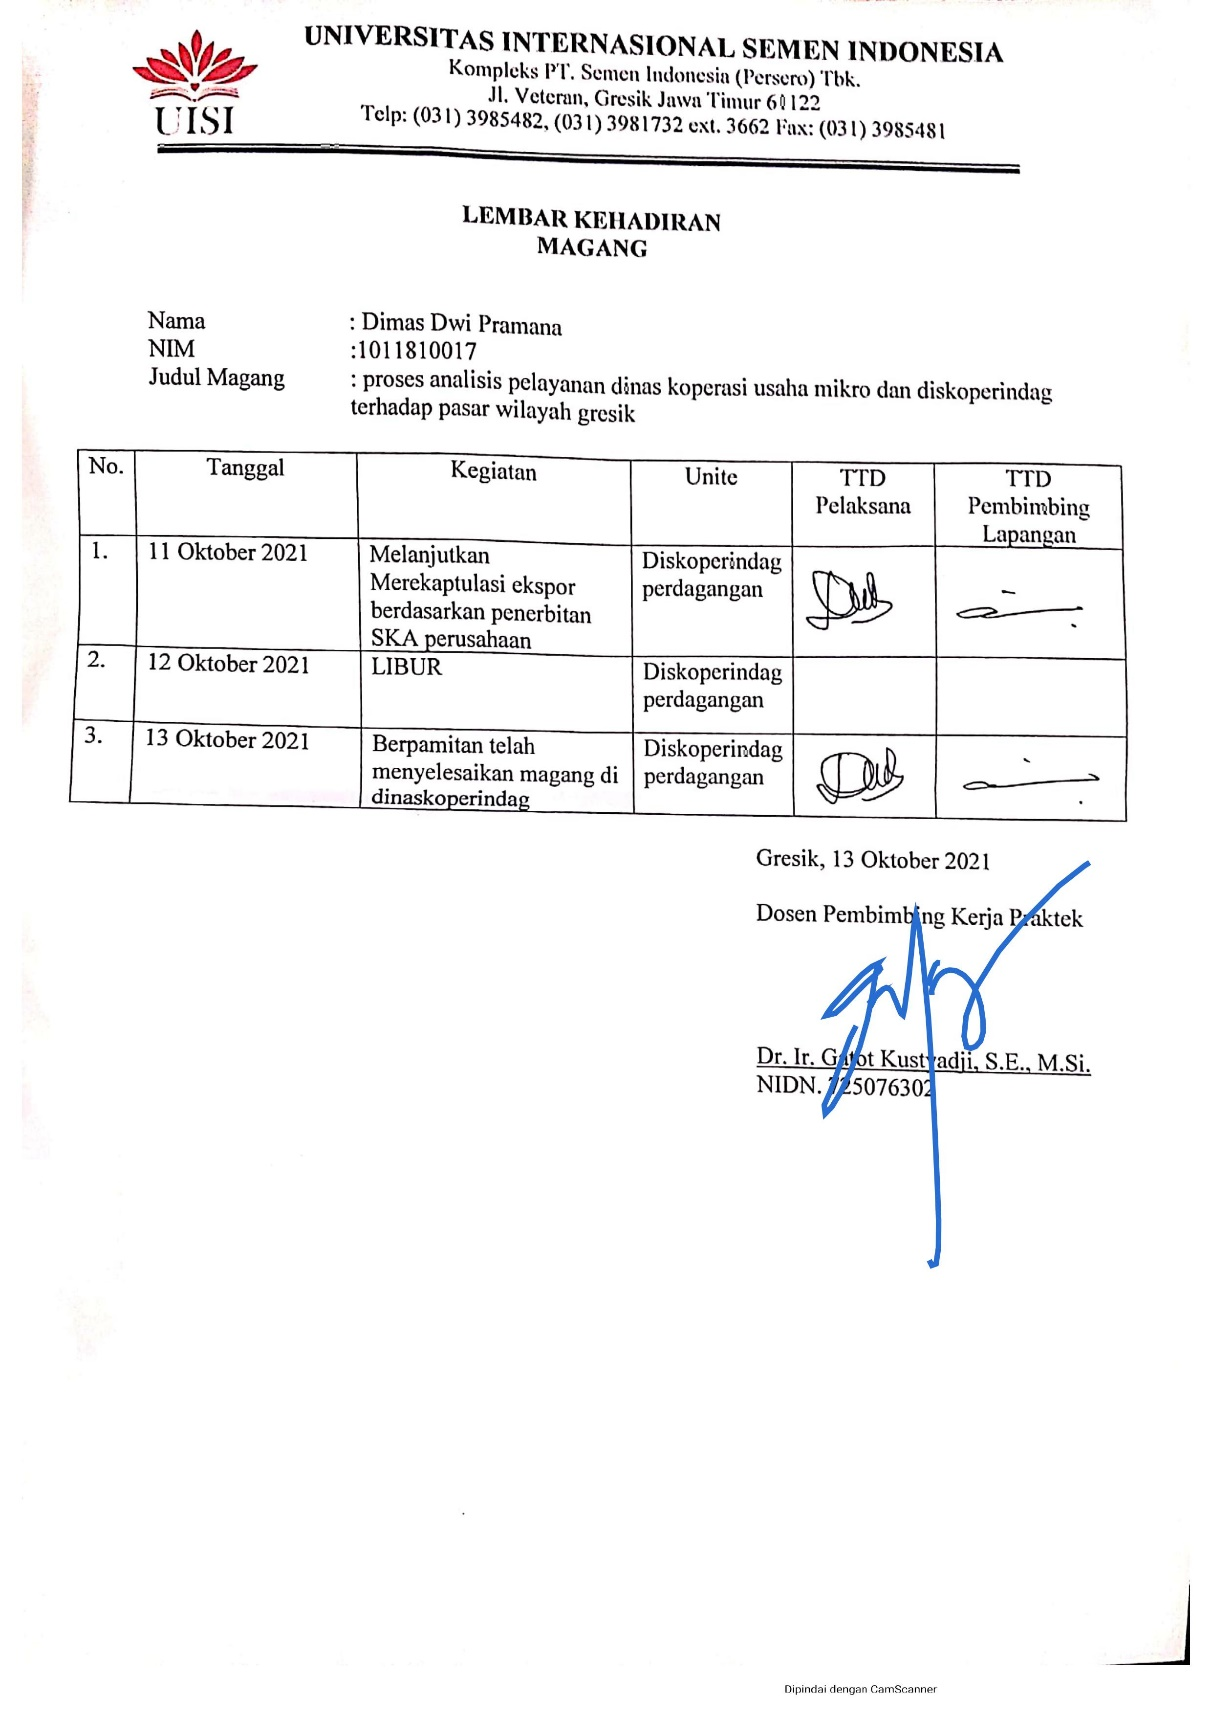 UNIVERSITAS INTERNASIONAL SEMEN INDONESIA
Kompleks PT. Semen Indonesia (Persero) Tbk.
Jl. Veteran, Gresik Jawa Timur 60122
Telp: (031) 3985482, (031) 3981732 ext. 3662 Fax: (031) 3985481
UISI
LEMBAR KEHADIRAN
MAGANG
Nama : Dimas Dwi Pramana
NIM :1011810017
Judul Magang : proses analisis pelayanan dinas koperasi usaha mikro dan diskoperindag
terhadap pasar wilayah gresik
No. Tanggal Kegiatan Unite TTD Pelaksana TTD Pembimbing Lapangan
1. 11 Oktober 2021 Melanjutkan Merekaptulasi ekspor berdasarkan penerbitan SKA perusahaan Diskoperindag perdagangan
2. 12 Oktober 2021 LIBUR Diskoperindag perdagangan
3. 13 Oktober 2021 Berpamitan telah menyelesaikan magang di dinaskoperindag Diskoperindag perdagangan
Gresik, 13 Oktober 2021
Dosen Pembimbing Kerja Praktek
Dr. Ir. Gatot Kustyadji, S.E., M.Si.
NIDN. 725076302
Dipindai dengan CamScanner